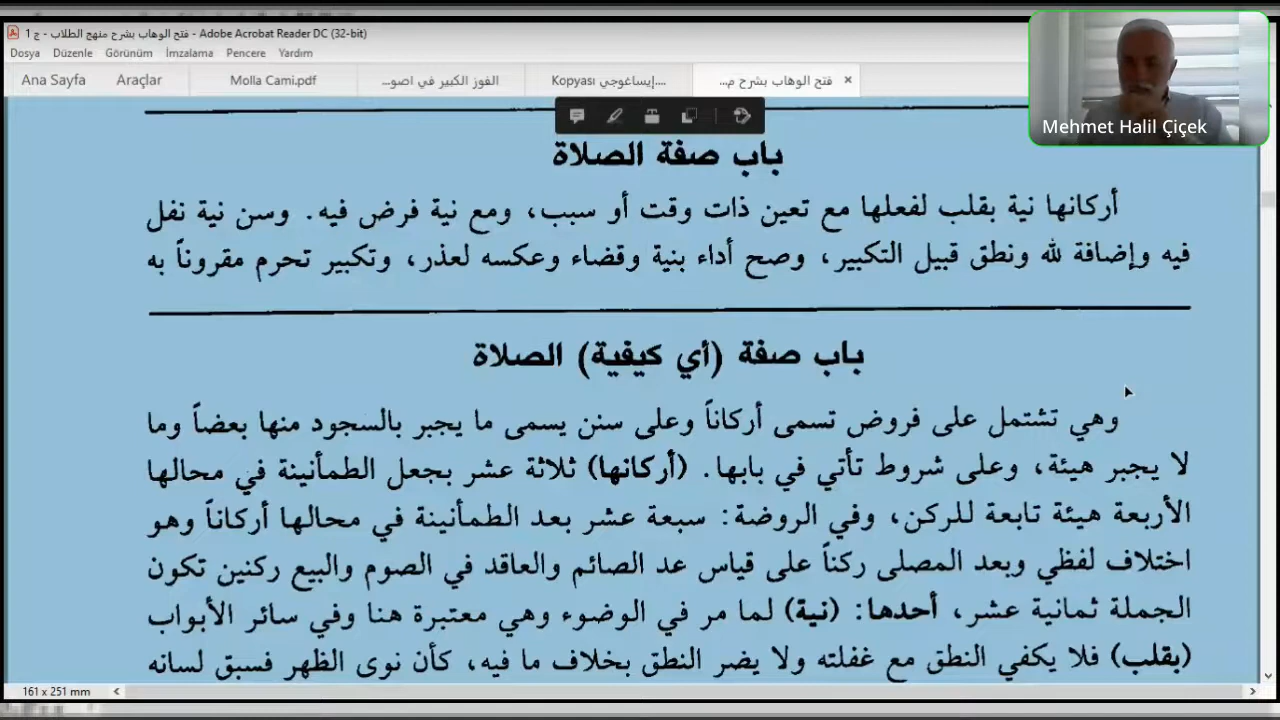 فتح الوهاب بشرح منهج الطلاب - ج 1 - Adobe Acrobat Reader DC (32-bit)
Dosya Düzenle Görünüm İmzalama Pencere Yardım
Ana Sayfa Araçlar Molla Cami.pdf الفوز الكبير في اصو... Kopyası إيساغوجي.... فتح الوهاب بشرح م... ×
Mehmet Halil Çiçek
باب صفة الصلاة
أركانها نية بقلب لفعلها مع تعين ذات وقت أو سبب، ومع نية فرض فيه. وسن نية نفل
فيه وإضافة لله ونطق قبيل التكبير، وصح أداء بنية وقضاء وعكسه لعذر، وتكبير تحرم مقروناً به
باب صفة (أي كيفية) الصلاة
وهي تشتمل على فروض تسمى أركاناً وعلى سنن يسمى ما يجبر بالسجود منها بعضاً وما
لا يجبر هيئة، وعلى شروط تأتي في بابها. (أركانها) ثلاثة عشر بجعل الطمأنينة في محالها
الأربعة هيئة تابعة للركن، وفي الروضة: سبعة عشر بعد الطمأنينة في محالها أركاناً وهو
اختلاف لفظي وبعد المصلى ركناً على قياس عد الصائم والعاقد في الصوم والبيع ركنين تكون
الجملة ثمانية عشر، أحدها: (نية) لما مر في الوضوء وهي معتبرة هنا وفي سائر الأبواب
(بقلب) فلا يكفي النطق مع غفلته ولا يضر النطق بخلاف ما فيه، كأن نوى الظهر فسبق لسانه
161 x 251 mm